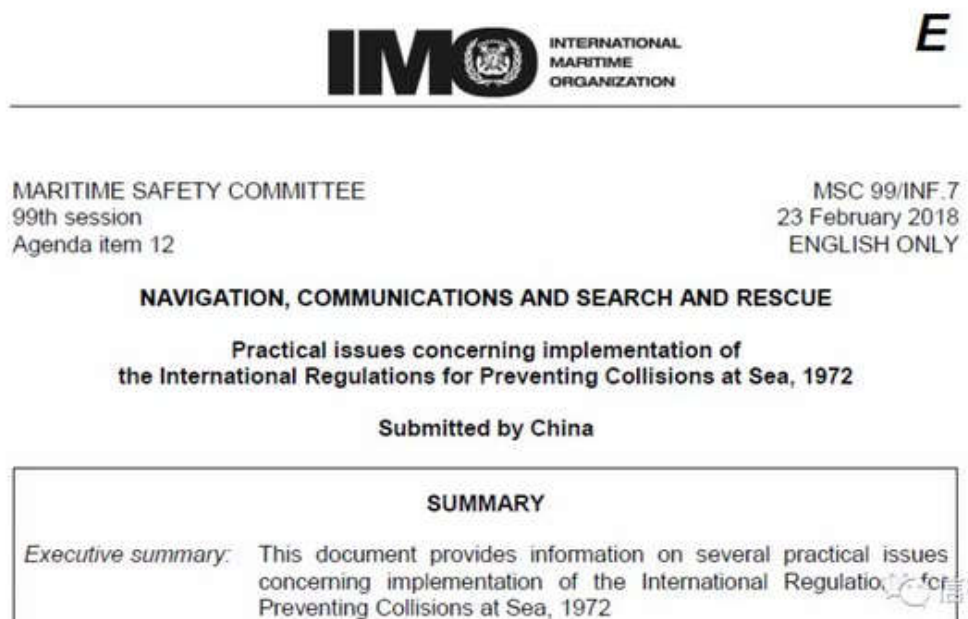 E
IMO
INTERNATIONAL
MARITIME
ORGANIZATION
MARITIME SAFETY COMMITTEE
99th session
Agenda item 12
MSC 99/INF.7
23 February 2018
ENGLISH ONLY
NAVIGATION, COMMUNICATIONS AND SEARCH AND RESCUE
Practical issues concerning implementation of
the International Regulations for Preventing Collisions at Sea, 1972
Submitted by China
SUMMARY
Executive summary: This document provides information on several practical issues
concerning implementation of the International Regulations for
Preventing Collisions at Sea, 1972
信